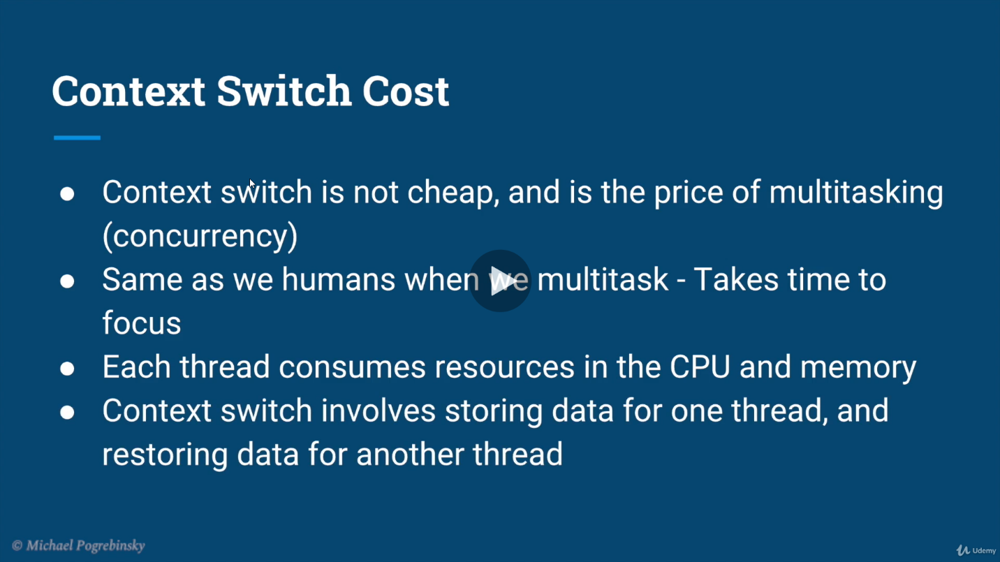 Context Switch Cost
● Context switch is not cheap, and is the price of multitasking
(concurrency)
● Same as we humans when we multitask - Takes time to
focus
● Each thread consumes resources in the CPU and memory
● Context switch involves storing data for one thread, and
restoring data for another thread
© Michael Pogrebinsky
Udemy